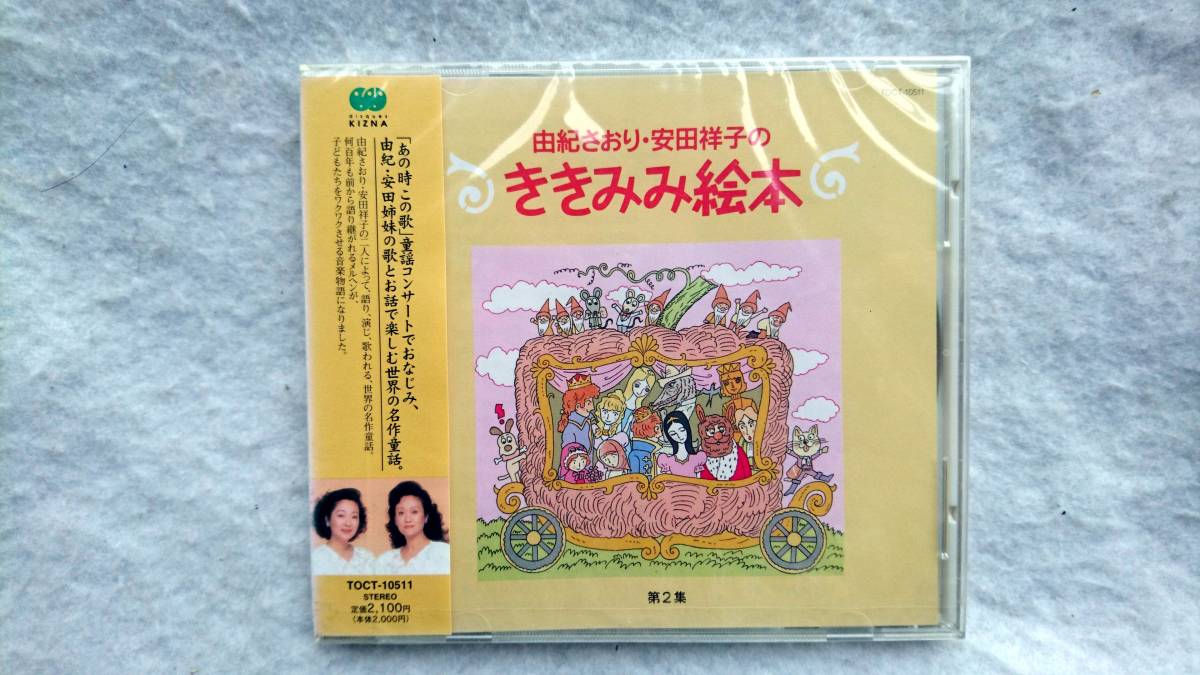 disques
KIZNA
「あの時 この歌」童謡コンサートでおなじみ、
由紀・安田姉妹の歌とお話で楽しむ世界の名作童話。
由紀さおり・安田祥子の二人によって、語り、演じ、歌われる、世界の名作童話。
何百年も前から語り継がれるメルヘンが、
子どもたちをワクワクさせる音楽物語になりました。
TOCT-10511
STEREO
定価2,100円
(本体2,000円)
TOCT-10511
由紀さおり・安田祥子の
ききみみ絵本
第2集